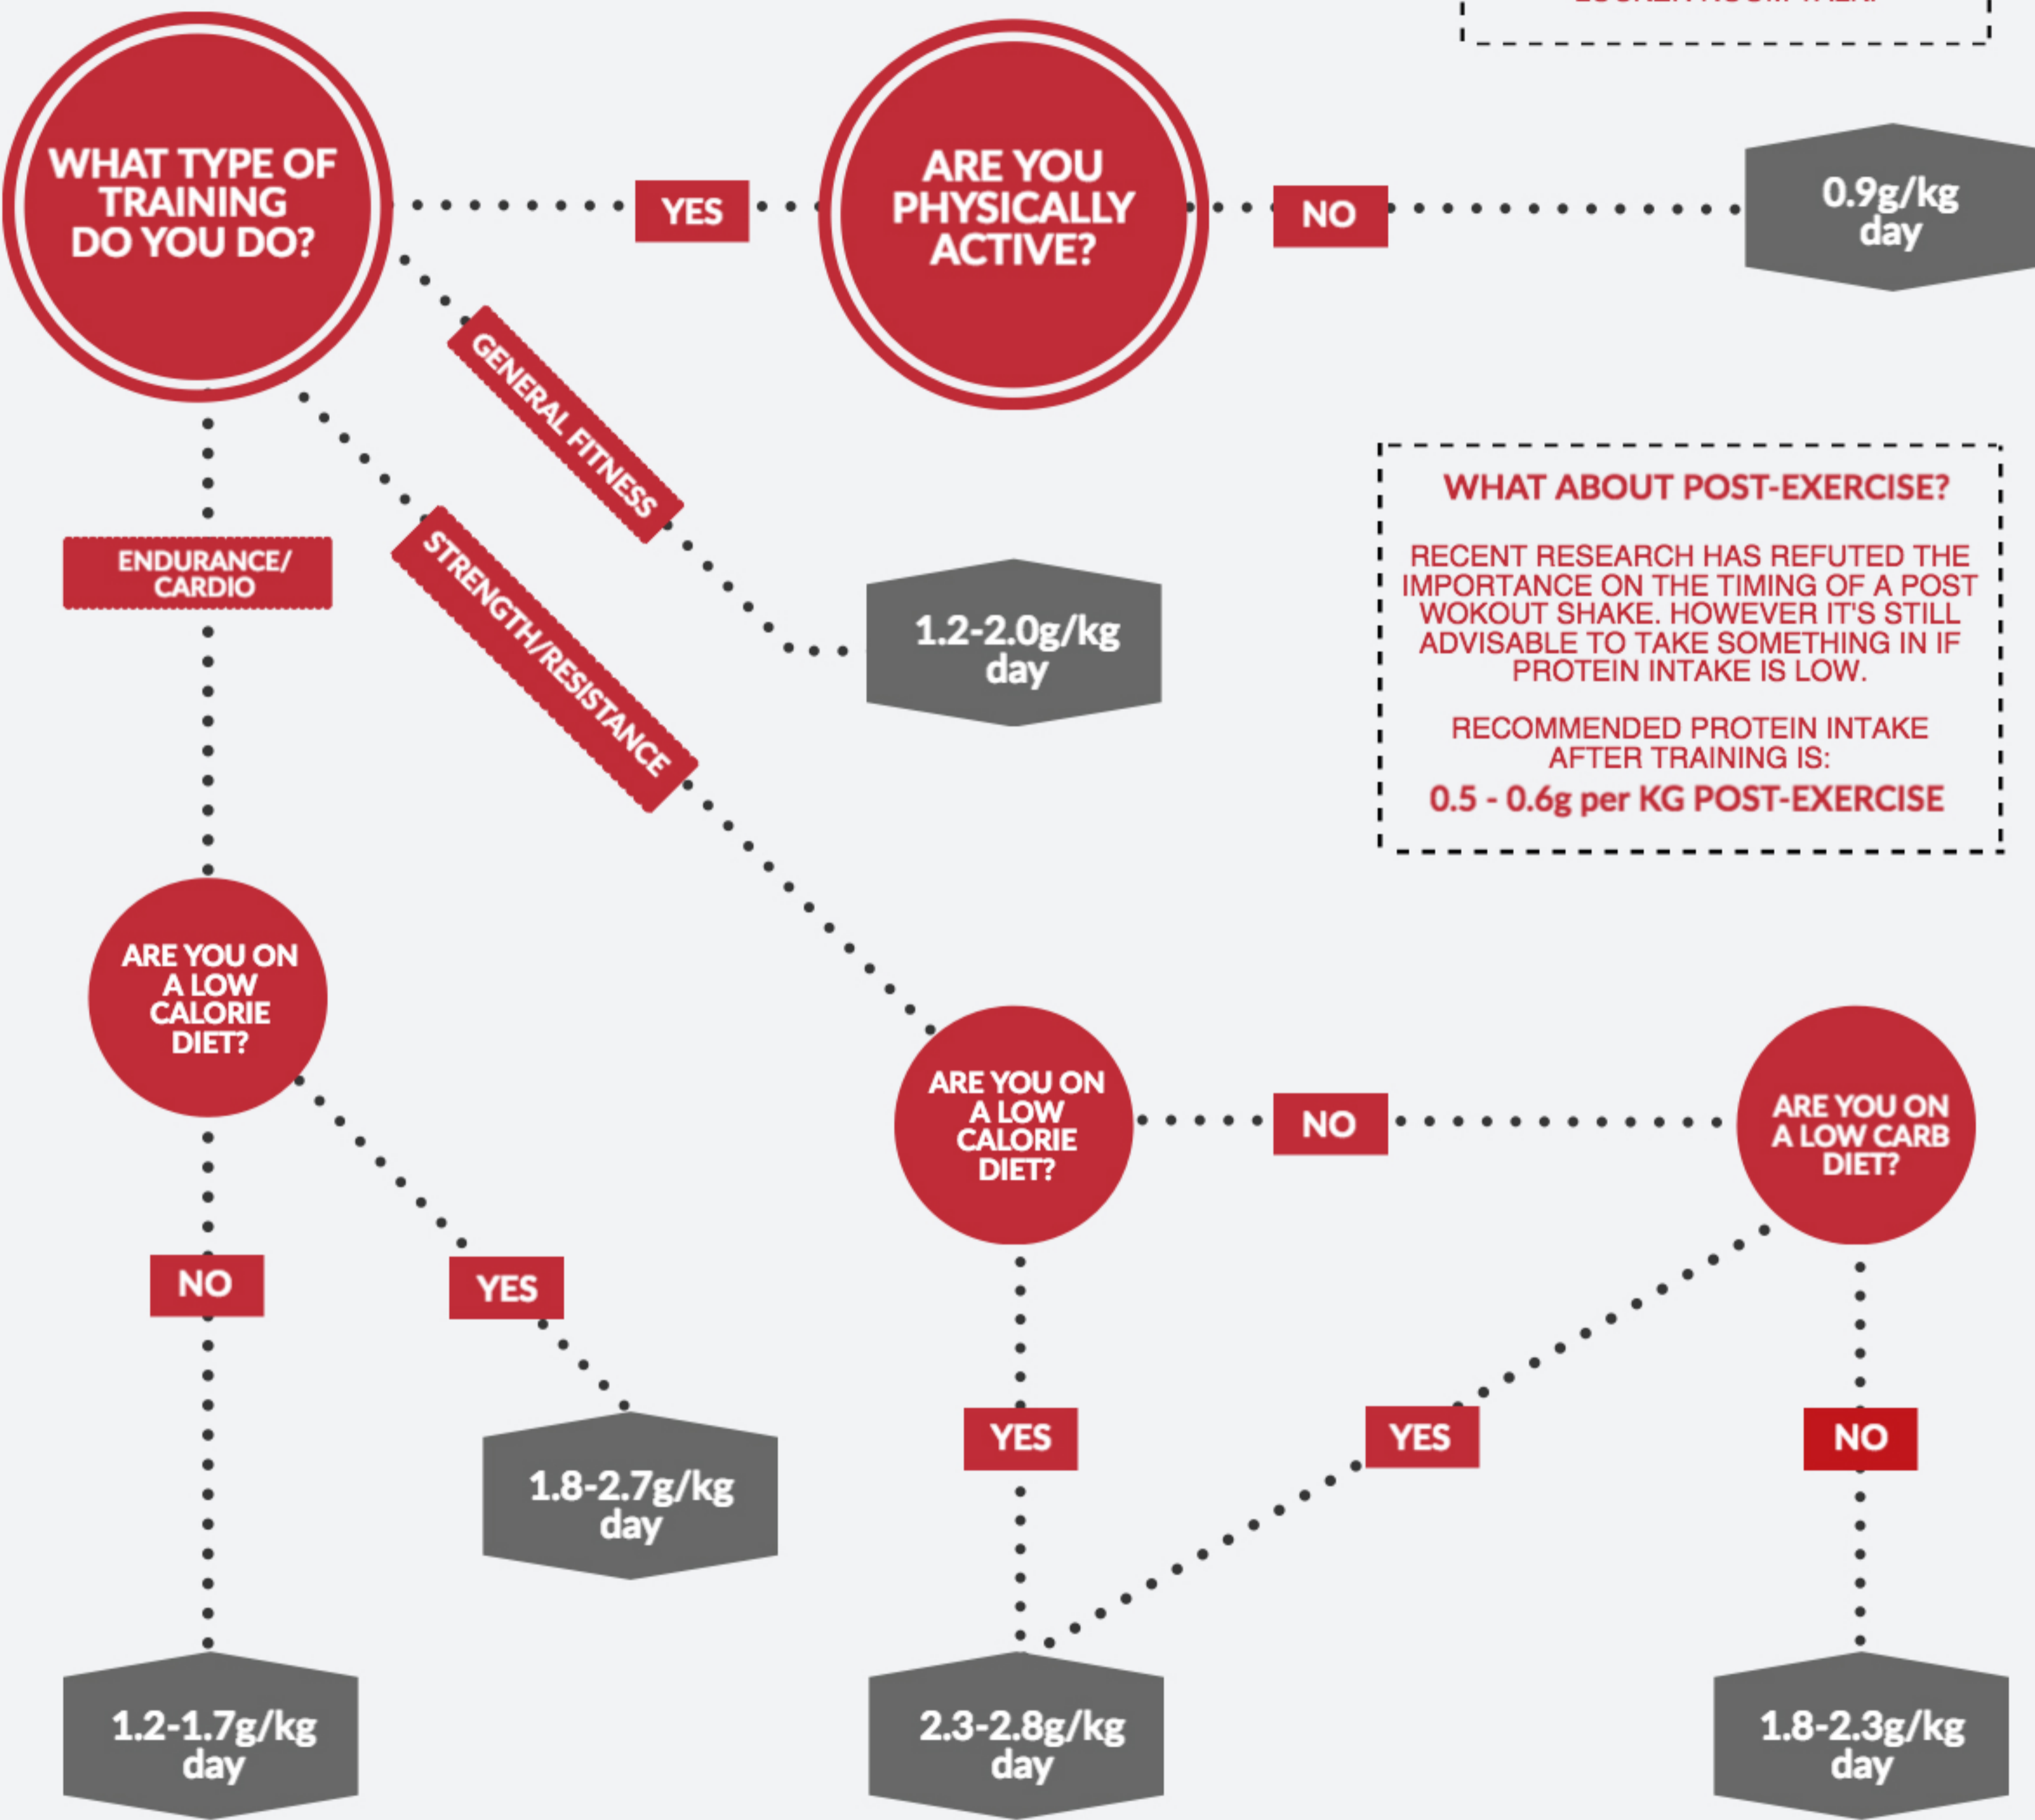 WHAT TYPE OF
TRAINING
DO YOU DO?
YES
ARE YOU
PHYSICALLY
ACTIVE?
NO
0.9g/kg
day
GENERAL FITNESS
STRENGTH/RESISTANCE
ENDURANCE/
CARDIO
1.2-2.0g/kg
day
WHAT ABOUT POST-EXERCISE?
RECENT RESEARCH HAS REFUTED THE
IMPORTANCE ON THE TIMING OF A POST
WOKOUT SHAKE. HOWEVER IT'S STILL
ADVISABLE TO TAKE SOMETHING IN IF
PROTEIN INTAKE IS LOW.
RECOMMENDED PROTEIN INTAKE
AFTER TRAINING IS:
0.5 - 0.6g per KG POST-EXERCISE
ARE YOU ON
A LOW
CALORIE
DIET?
ARE YOU ON
A LOW
CALORIE
DIET?
NO
ARE YOU ON
A LOW CARB
DIET?
NO
YES
YES
YES
NO
1.8-2.7g/kg
day
1.2-1.7g/kg
day
2.3-2.8g/kg
day
1.8-2.3g/kg
day